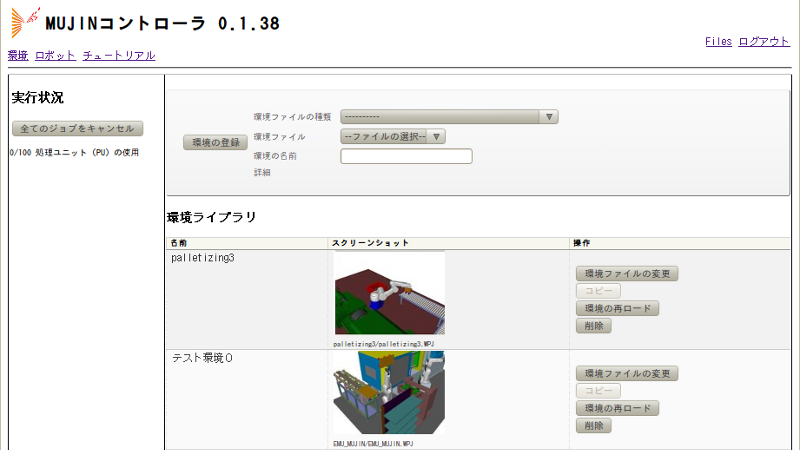 MUJINコントローラ 0.1.38
Files ログアウト
環境 ロボット チュートリアル
実行状況
全てのジョブをキャンセル
0/100 処理ユニット (PU) の使用
環境ファイルの種類 ----------
環境の登録
環境ファイル --ファイルの選択--
環境の名前
詳細
環境ライブラリ
名前 スクリーンショット 操作
palletizing3
環境ファイルの変更
コピー
環境の再ロード
削除
palletizing3/palletizing3.WPJ
テスト環境0
環境ファイルの変更
コピー
環境の再ロード
削除
EMU_MUJIN/EMU_MUJIN.WPJ